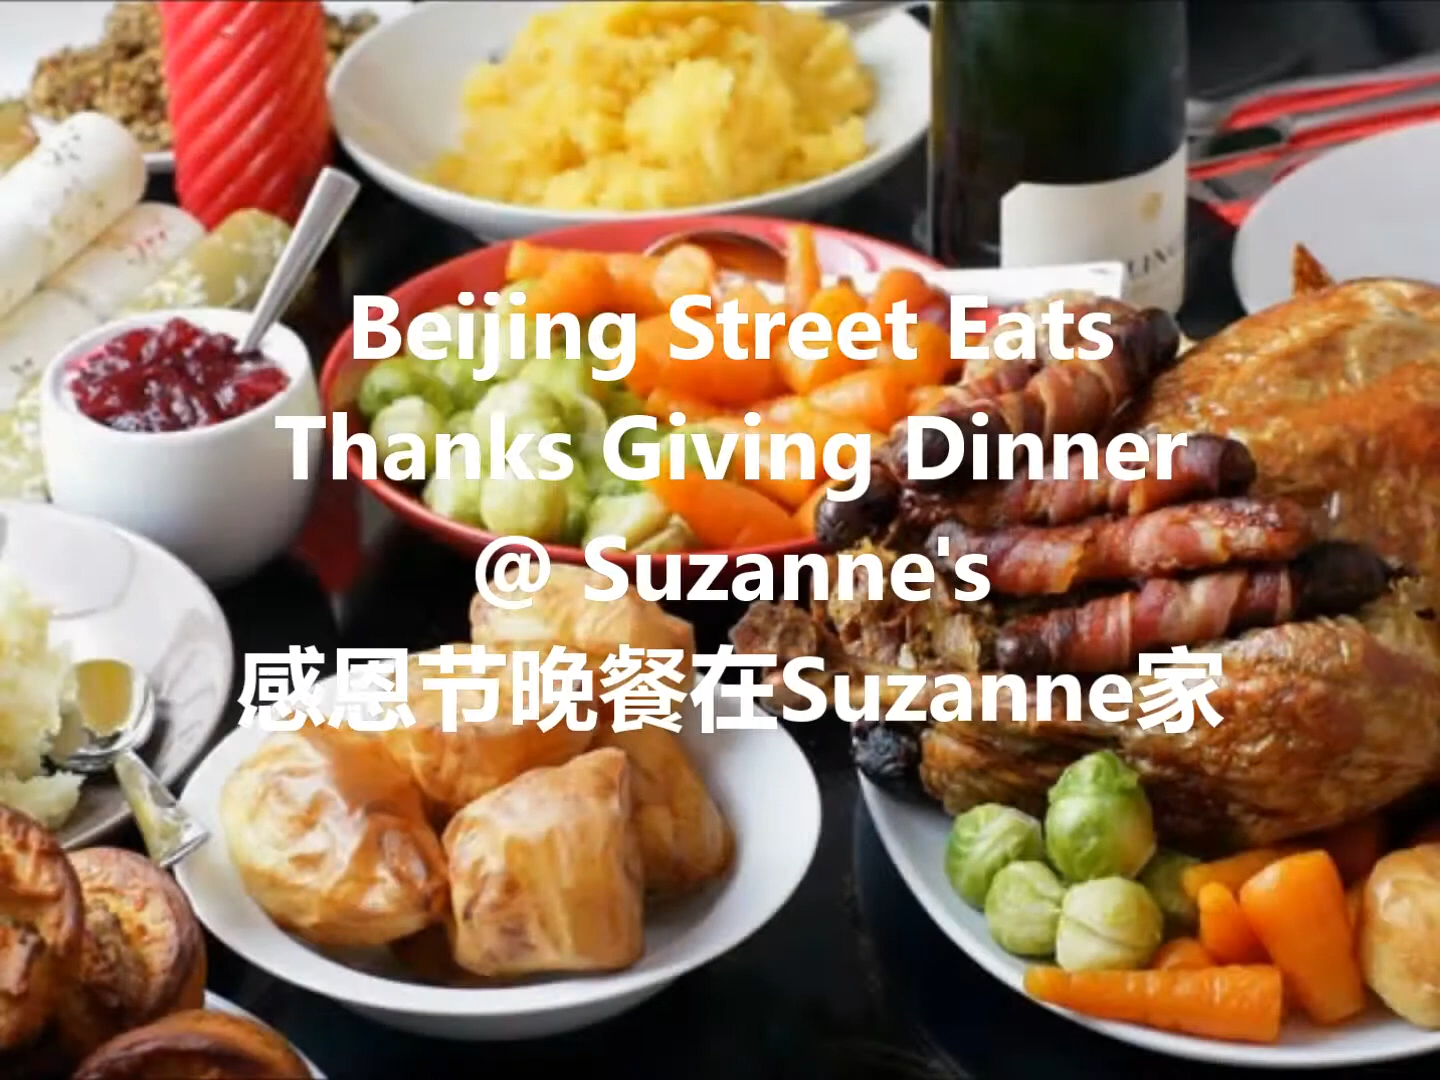 Beijing Street Eats
Thanks Giving Dinner
@ Suzanne's
感恩节晚餐在Suzanne家